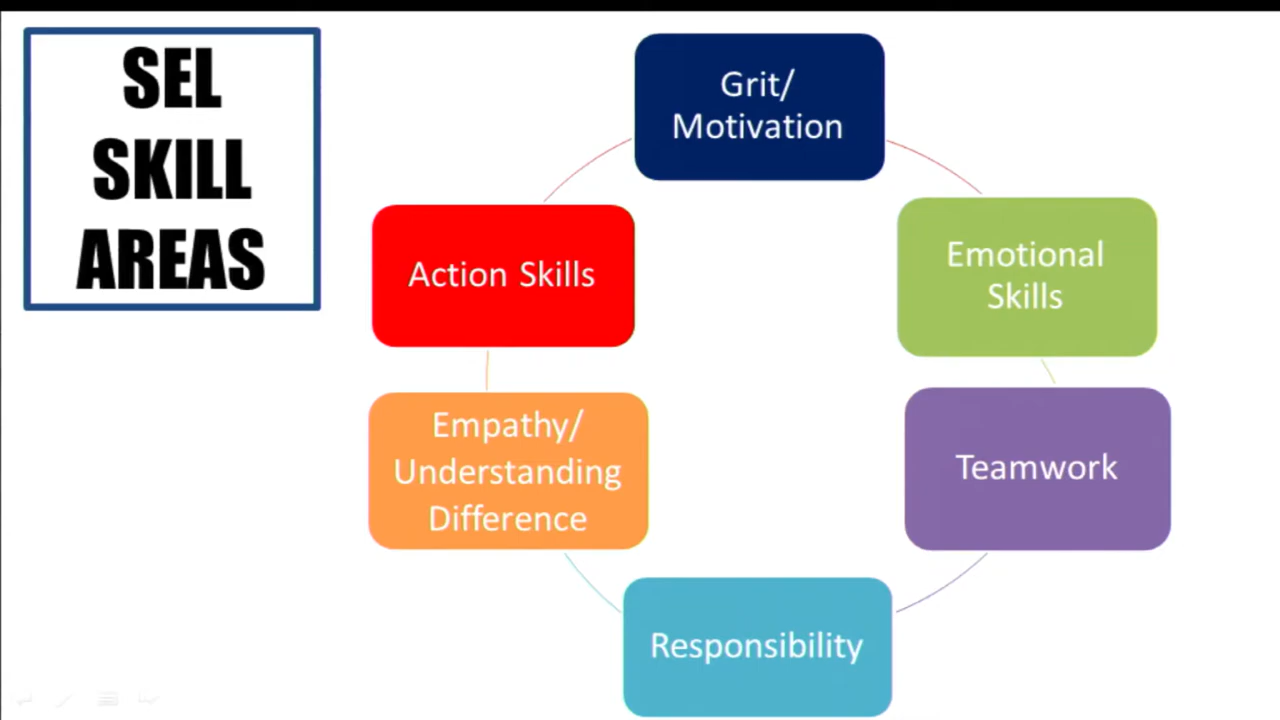 SEL
SKILL
AREAS
Grit/
Motivation
Emotional
Skills
Teamwork
Responsibility
Empathy/
Understanding
Difference
Action Skills